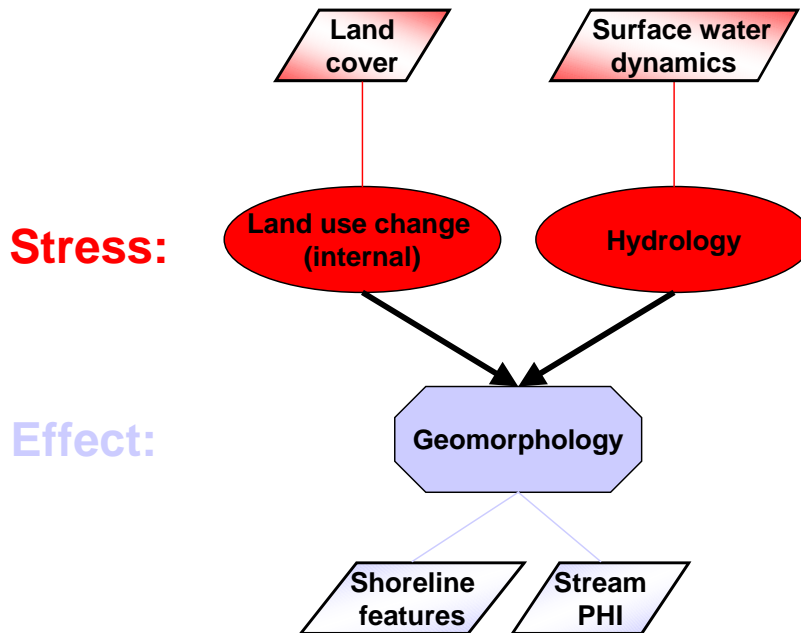 Land
cover
Surface water
dynamics
Stress:
Land use change
(internal)
Hydrology
Effect:
Geomorphology
Shoreline
features
Stream
PHI